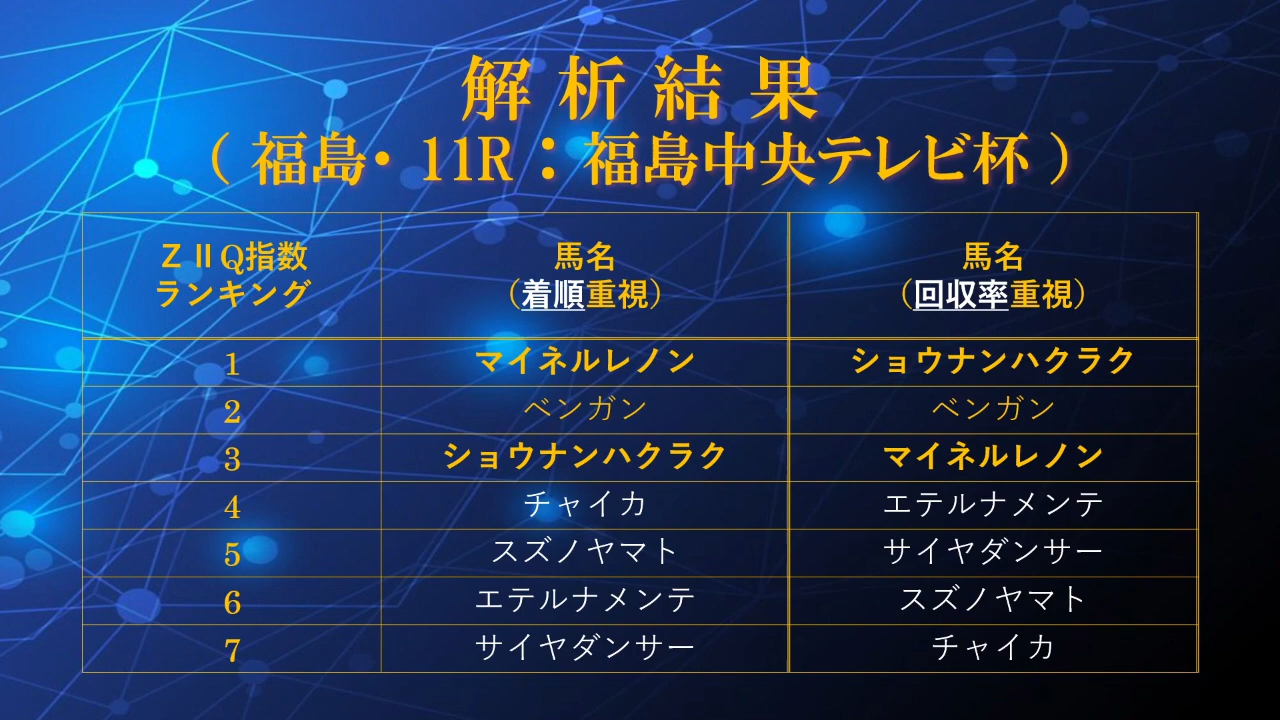 解析結果
（福島・11R：福島中央テレビ杯）
ＺⅡQ指数
ランキング
馬名
（着順重視）
馬名
（回収率重視）
1 マイネルレノン ショウナンハクラク
2 ベンガン ベンガン
3 ショウナンハクラク マイネルレノン
4 チャイカ エテルナメンテ
5 スズノヤマト サイヤダンサー
6 エテルナメンテ スズノヤマト
7 サイヤダンサー チャイカ